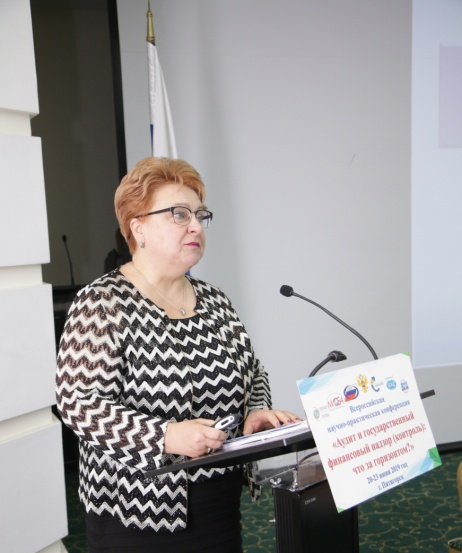 Всероссийская
научно-практическая конференция
«Аудит и государственный
финансовый надзор (контроль):
что за горизонтом?»
20-21 июня 2019 год
г. Пятигорск